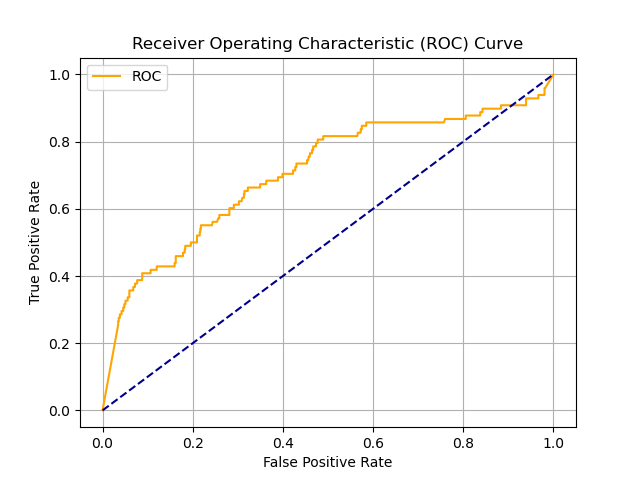 Receiver Operating Characteristic (ROC) Curve
ROC
True Positive Rate
1.0
0.8
0.6
0.4
0.2
0.0
0.0 0.2 0.4 0.6 0.8 1.0
False Positive Rate